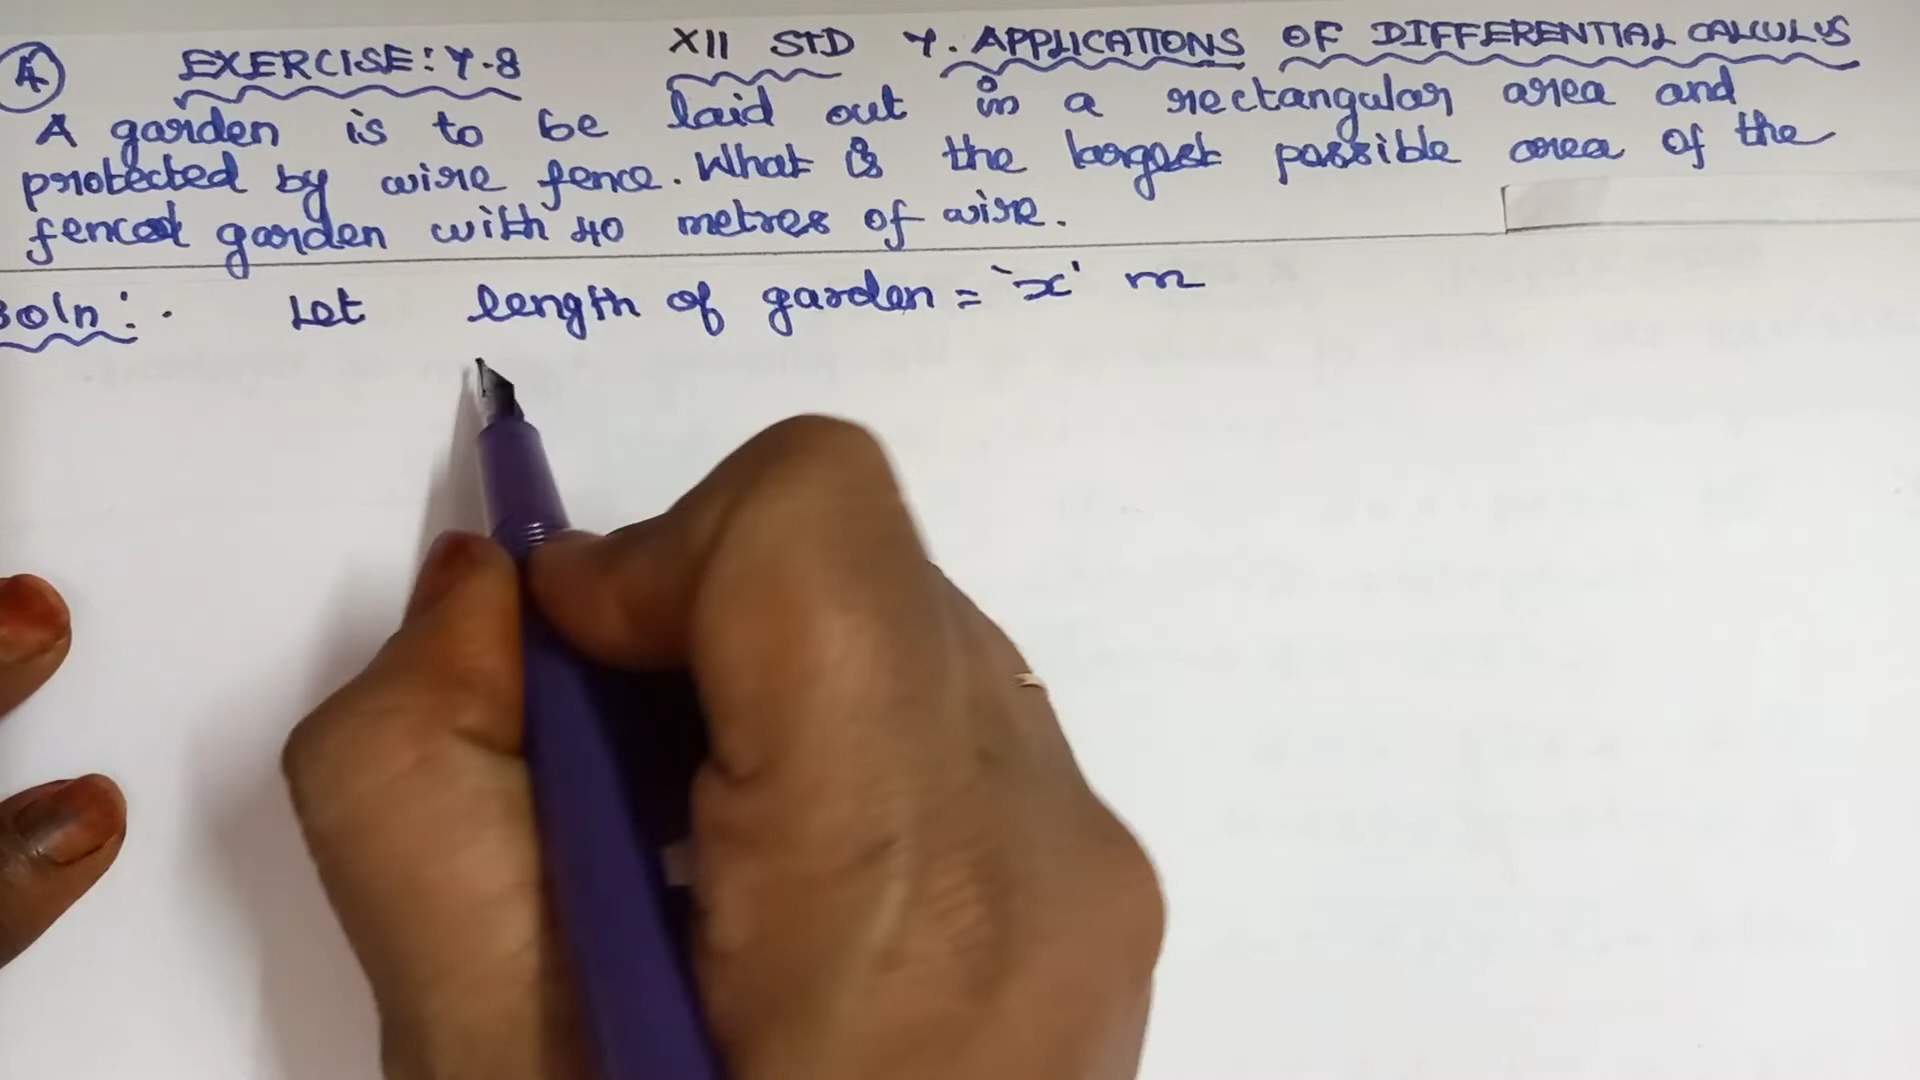 4 EXERCISE: 7.8 XII STD 7. APPLICATIONS OF DIFFERENTIAL CALCULUS
A garden is to be laid out in a rectangular area and
protected by wire fence. What is the largest possible area of the
fenced garden with 40 metres of wire.
Soln:. Let length of garden = 'x' m